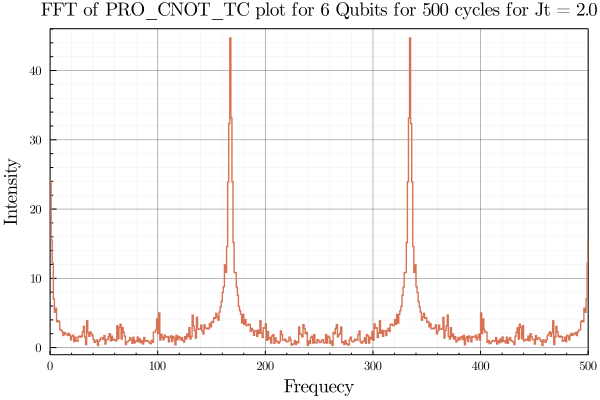 FFT of PRO_CNOT_TC plot for 6 Qubits for 500 cycles for Jt = 2.0
Intensity
40
30
20
10
0
0 100 200 300 400 500
Frequecy